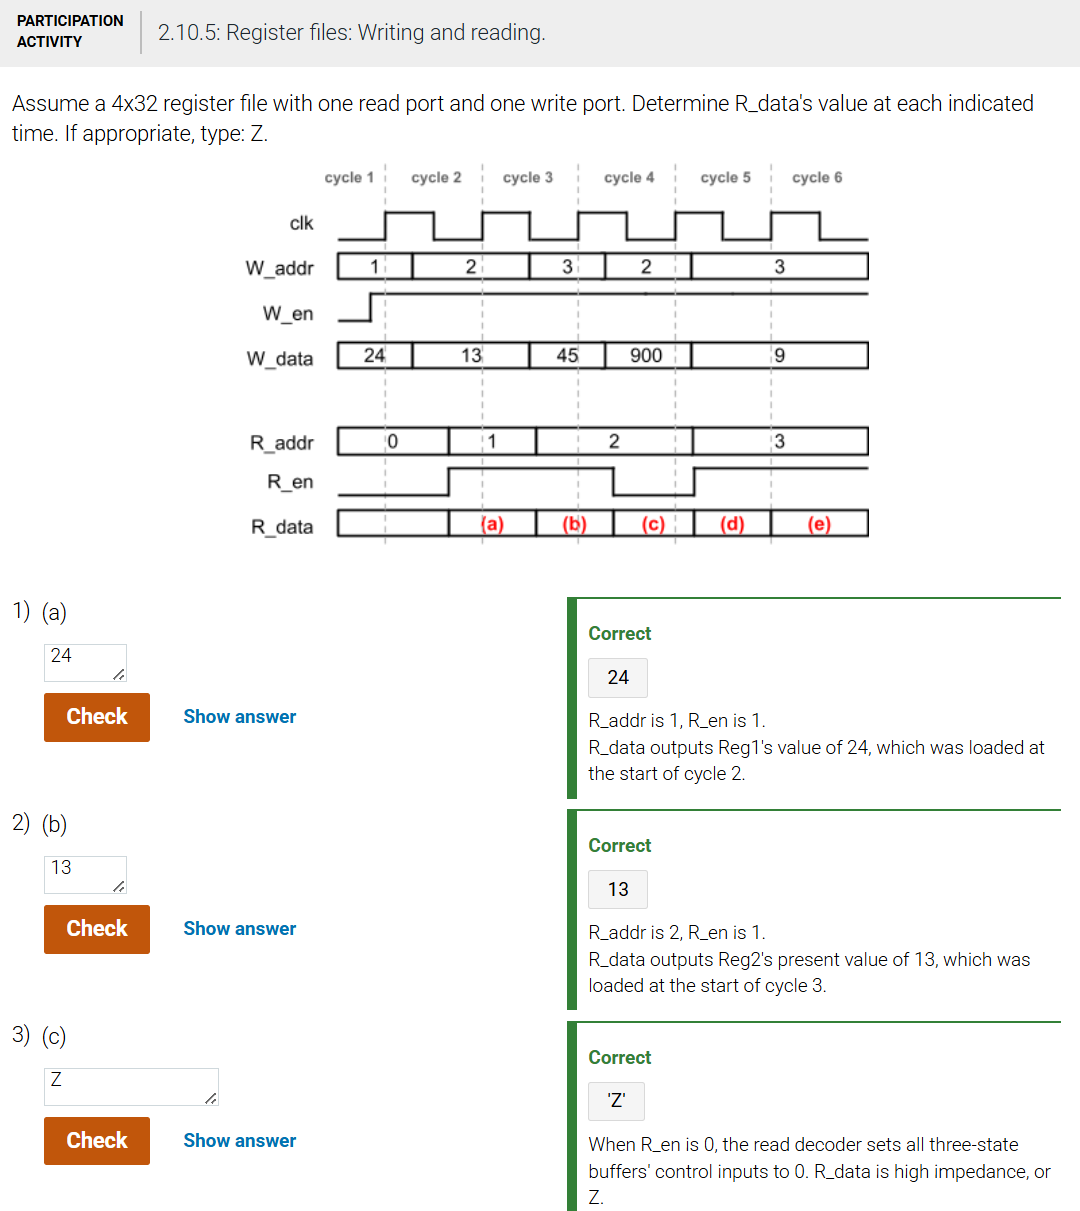 PARTICIPATION
ACTIVITY
2.10.5: Register files: Writing and reading.
Assume a 4x32 register file with one read port and one write port. Determine R_data's value at each indicated
time. If appropriate, type: Z.
cycle 1 cycle 2 cycle 3 cycle 4 cycle 5 cycle 6
clk
W_addr 1 2 3 2 3
W_en
W_data 24 13 45 900 9
R_addr 0 1 2 3
R_en
R_data (a) (b) (c) (d) (e)
1) (a)
24
Check Show answer
Correct
24
R_addr is 1, R_en is 1.
R_data outputs Reg1's value of 24, which was loaded at
the start of cycle 2.
2) (b)
13
Check Show answer
Correct
13
R_addr is 2, R_en is 1.
R_data outputs Reg2's present value of 13, which was
loaded at the start of cycle 3.
3) (c)
Z
Check Show answer
Correct
'Z'
When R_en is 0, the read decoder sets all three-state
buffers' control inputs to 0. R_data is high impedance, or
Z.